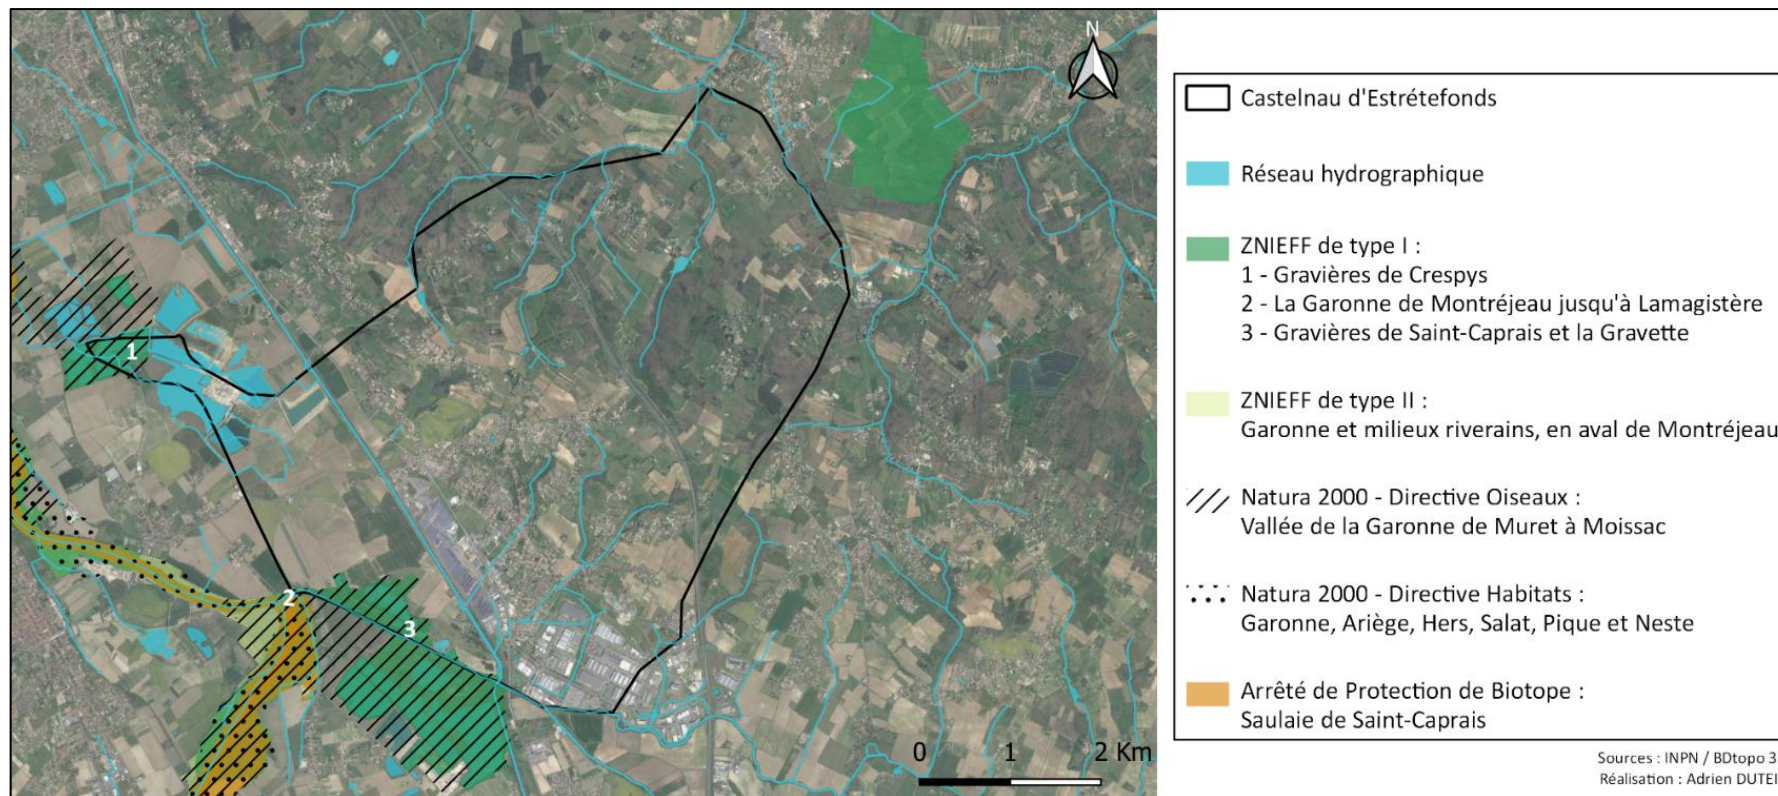 N
1
2
3
0 1 2 Km
Castelnau d'Estrétefonds
Réseau hydrographique
ZNIEFF de type I :
1 - Gravières de Crespys
2 - La Garonne de Montréjeau jusqu'à Lamagistère
3 - Gravières de Saint-Caprais et la Gravette
ZNIEFF de type II :
Garonne et milieux riverains, en aval de Montréjeau
Natura 2000 - Directive Oiseaux :
Vallée de la Garonne de Muret à Moissac
Natura 2000 - Directive Habitats :
Garonne, Ariège, Hers, Salat, Pique et Neste
Arrêté de Protection de Biotope :
Saulaie de Saint-Caprais
Sources : INPN / BDtopo 3
Réalisation : Adrien DUTEI